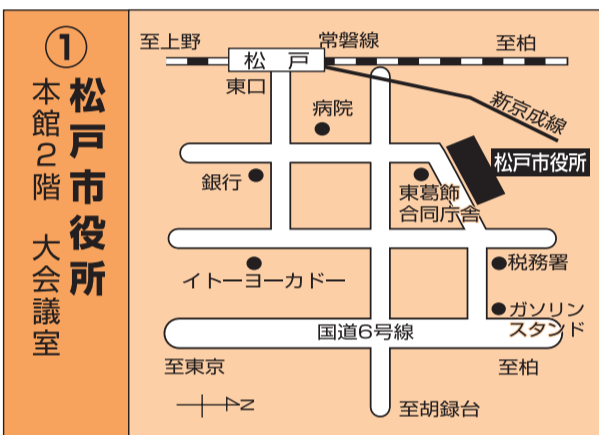 ①
松戸市役所
本館2階 大会議室
至上野
常磐線
至柏
松戸
東口
新京成線
病院
松戸市役所
銀行
東葛飾
合同庁舎
税務署
イトーヨーカドー
ガソリン
スタンド
国道6号線
至東京
至柏
至胡録台
N